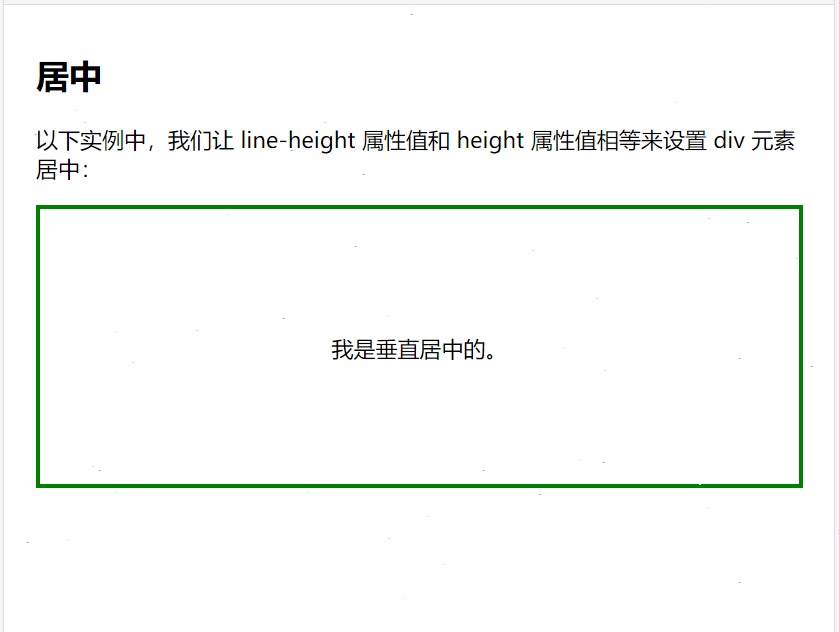 居中
以下实例中，我们让 line-height 属性值和 height 属性值相等来设置 div 元素
居中：
我是垂直居中的。